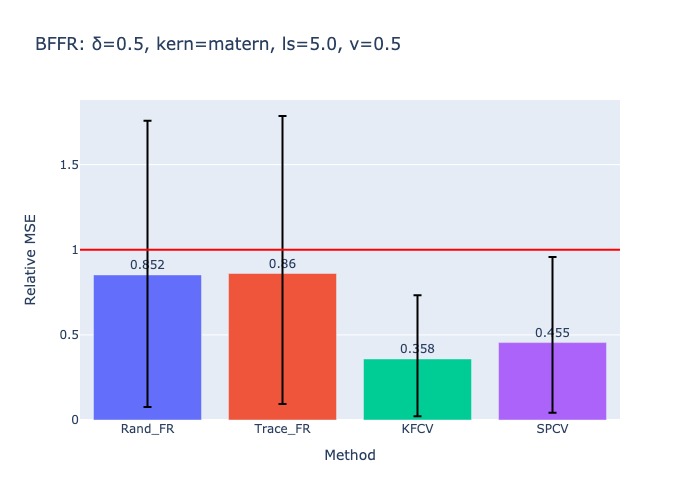 BFFR: δ=0.5, kern=matern, ls=5.0, v=0.5
Relative MSE
1.5
1
0.5
0
0.852
0.86
0.358
0.455
Rand_FR
Trace_FR
KFCV
SPCV
Method